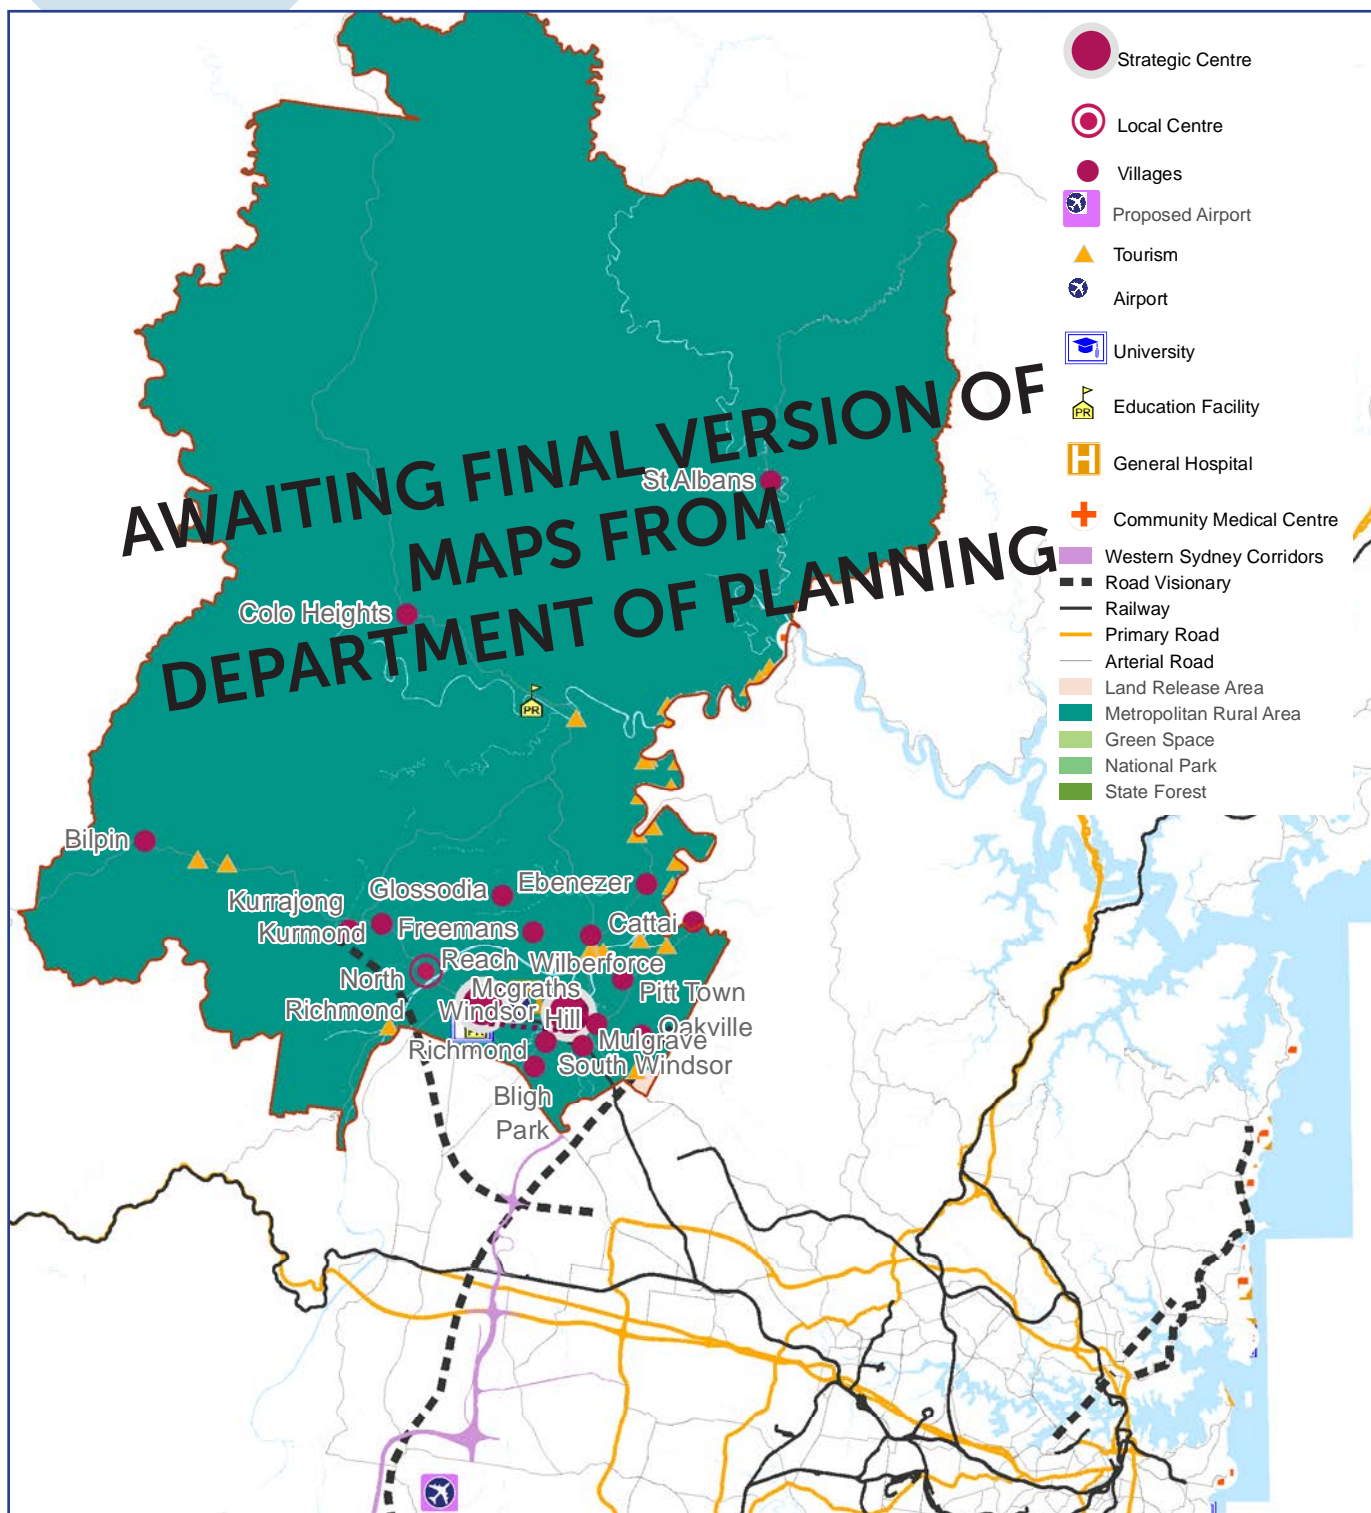 Strategic Centre
Local Centre
Villages
Proposed Airport
Tourism
Airport
University
PR
Education Facility
H
General Hospital
Community Medical Centre
Western Sydney Corridors
Road Visionary
Railway
Primary Road
Arterial Road
Land Release Area
Metropolitan Rural Area
Green Space
National Park
State Forest
AWAITING FINAL VERSION OF
MAPS FROM
DEPARTMENT OF PLANNING
St Albans
Colo Heights
PR
Bilpin
Glossodia
Ebenezer
Kurrajong
Kurmond
Freemans
Reach
Cattai
Wilberforce
North
Richmond
Mcgraths
Hill
Windsor
Pitt Town
Oakville
Mulgrave
Richmond
South Windsor
Bligh
Park